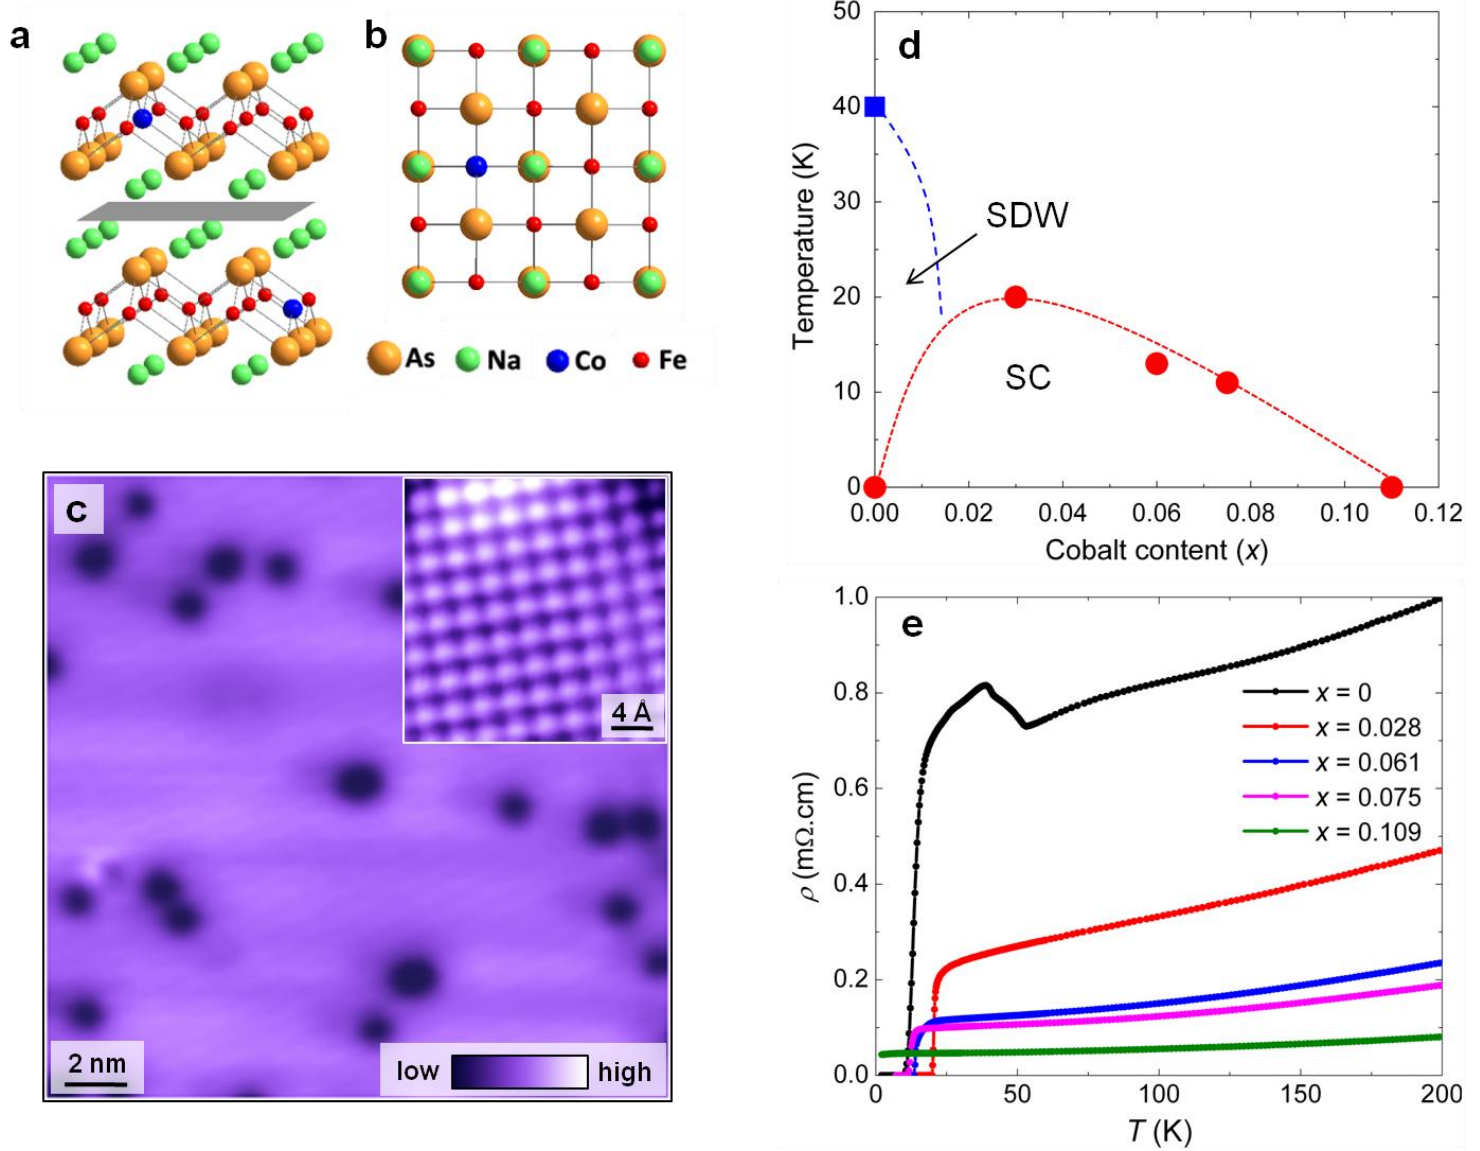 a
b
As Na Co Fe
c
4 Å
2 nm
low high
d
50
40
30
20
10
0
Temperature (K)
SDW
SC
0.00 0.02 0.04 0.06 0.08 0.10 0.12
Cobalt content (x)
e
1.0
0.8
0.6
0.4
0.2
0.0
ρ (mΩ.cm)
x = 0
x = 0.028
x = 0.061
x = 0.075
x = 0.109
0 50 100 150 200
T (K)